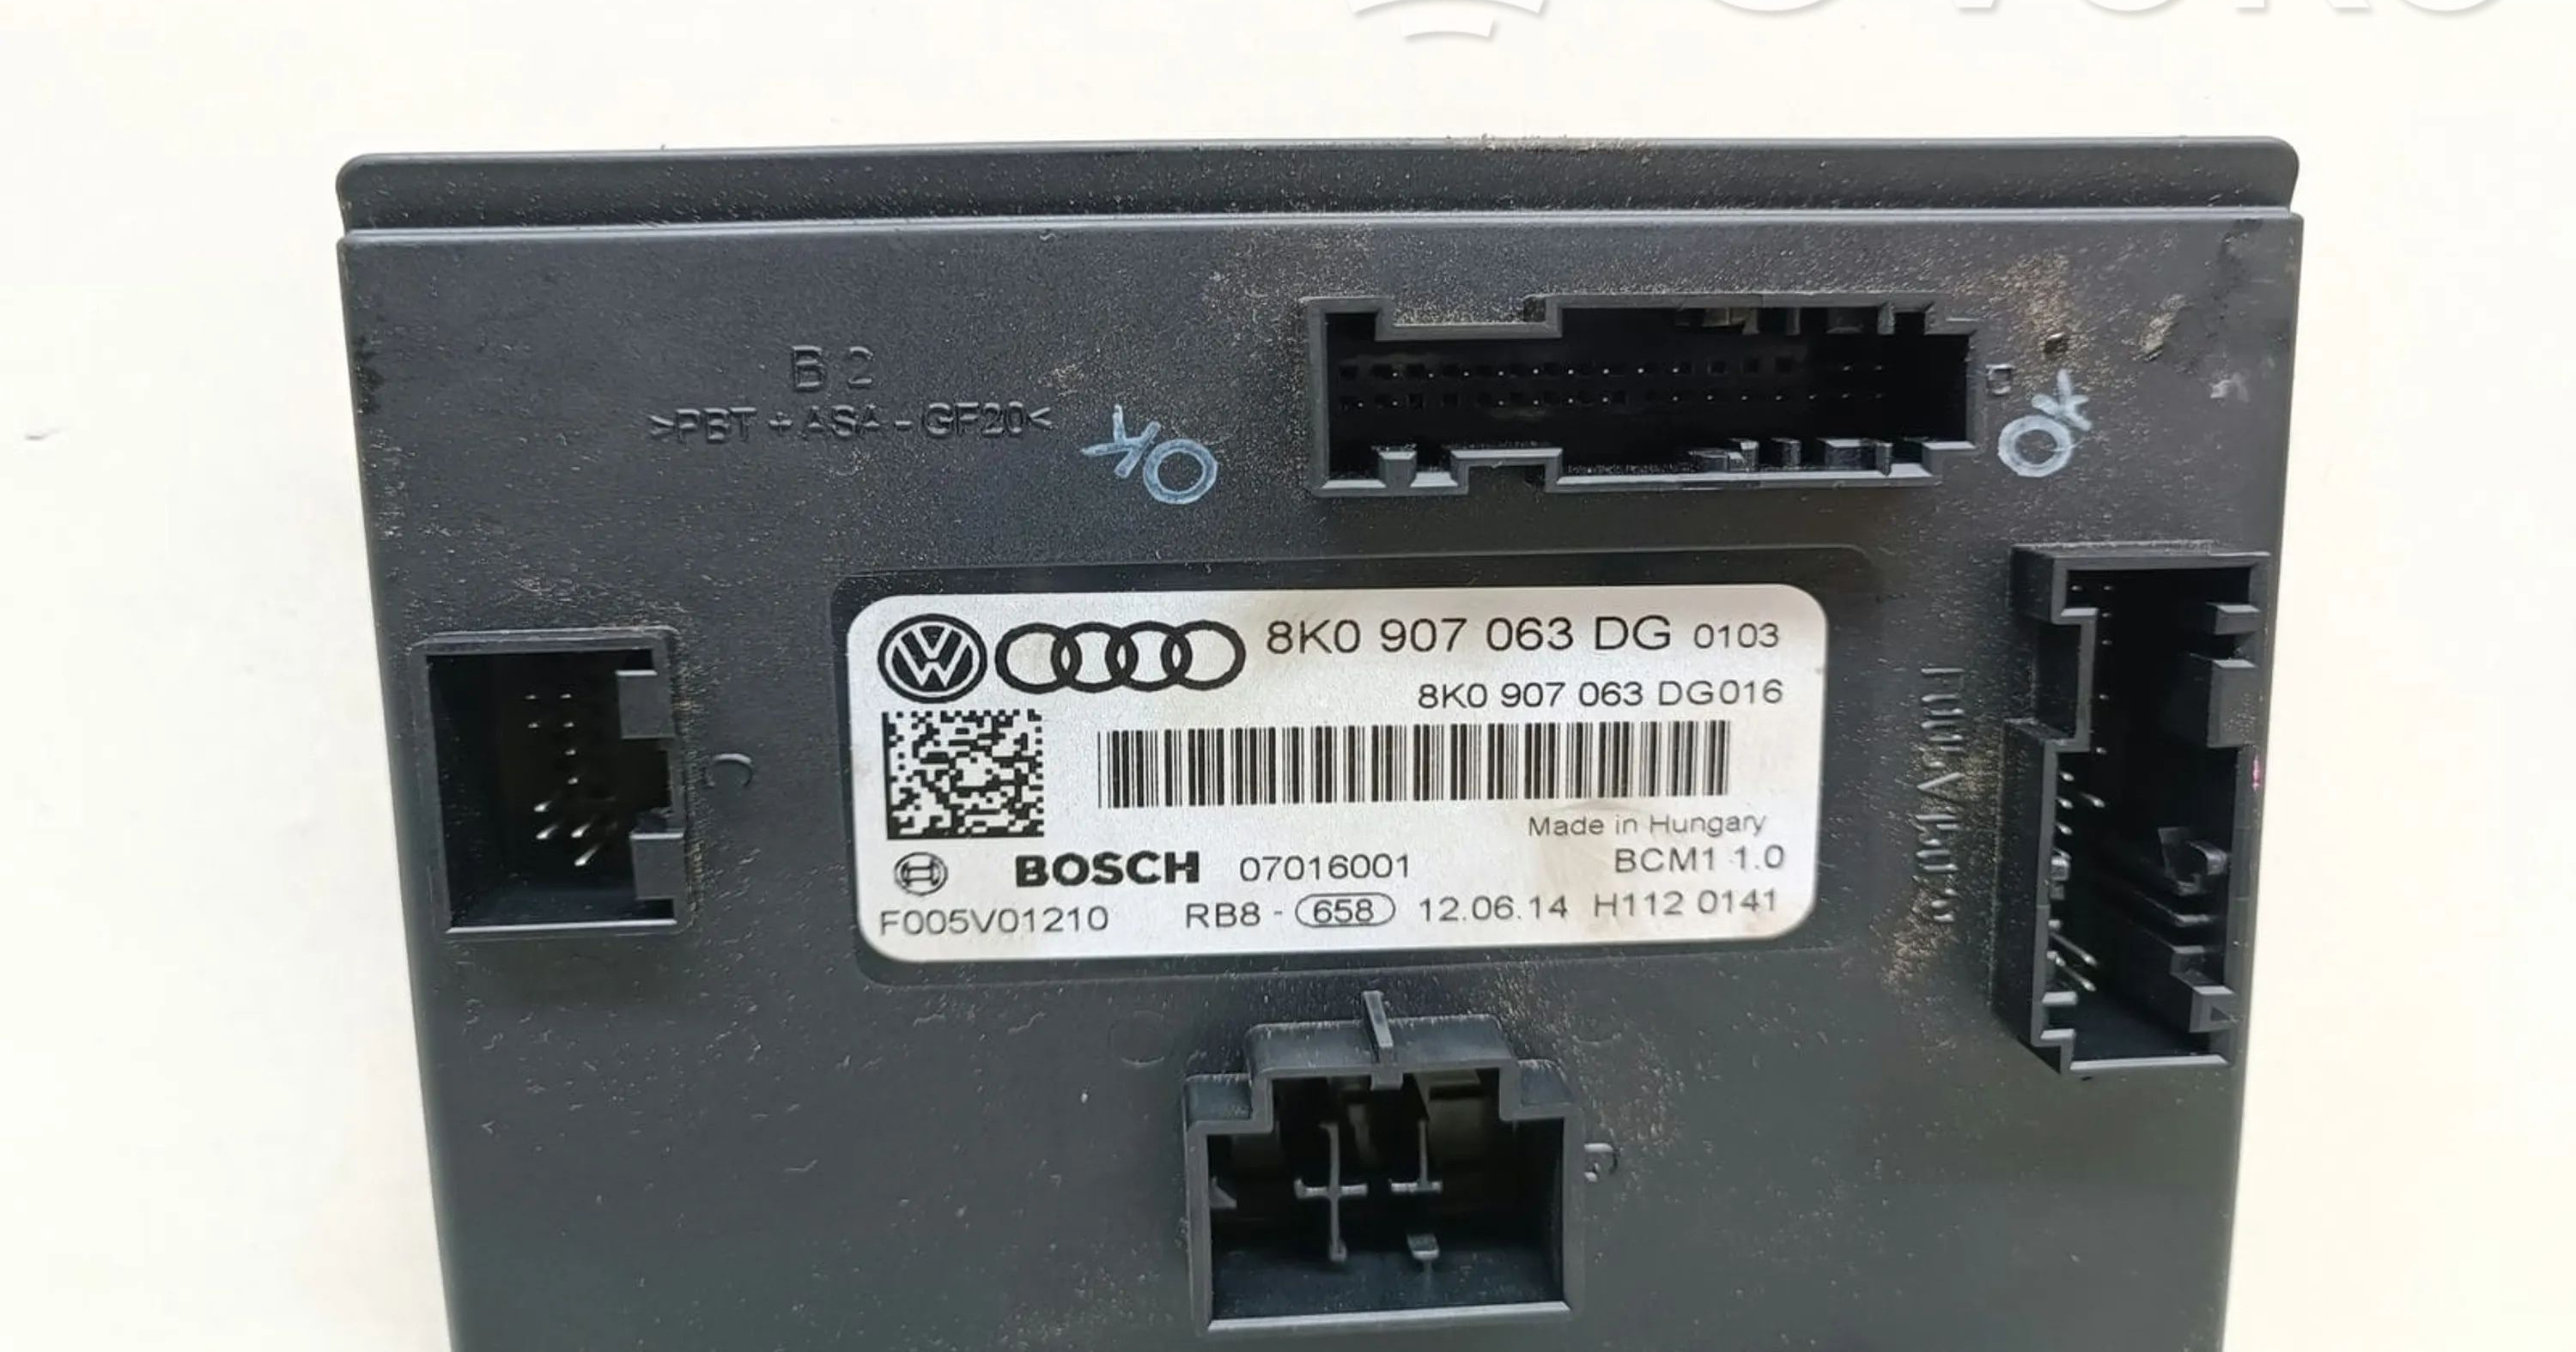 B 2
>PBT + ASA - GF20<
OK
OK
8K0 907 063 DG 0103
8K0 907 063 DG016
Made in Hungary
BOSCH 07016001 BCM1 1.0
F005V01210 RB8 - 658 12.06.14 H112 0141